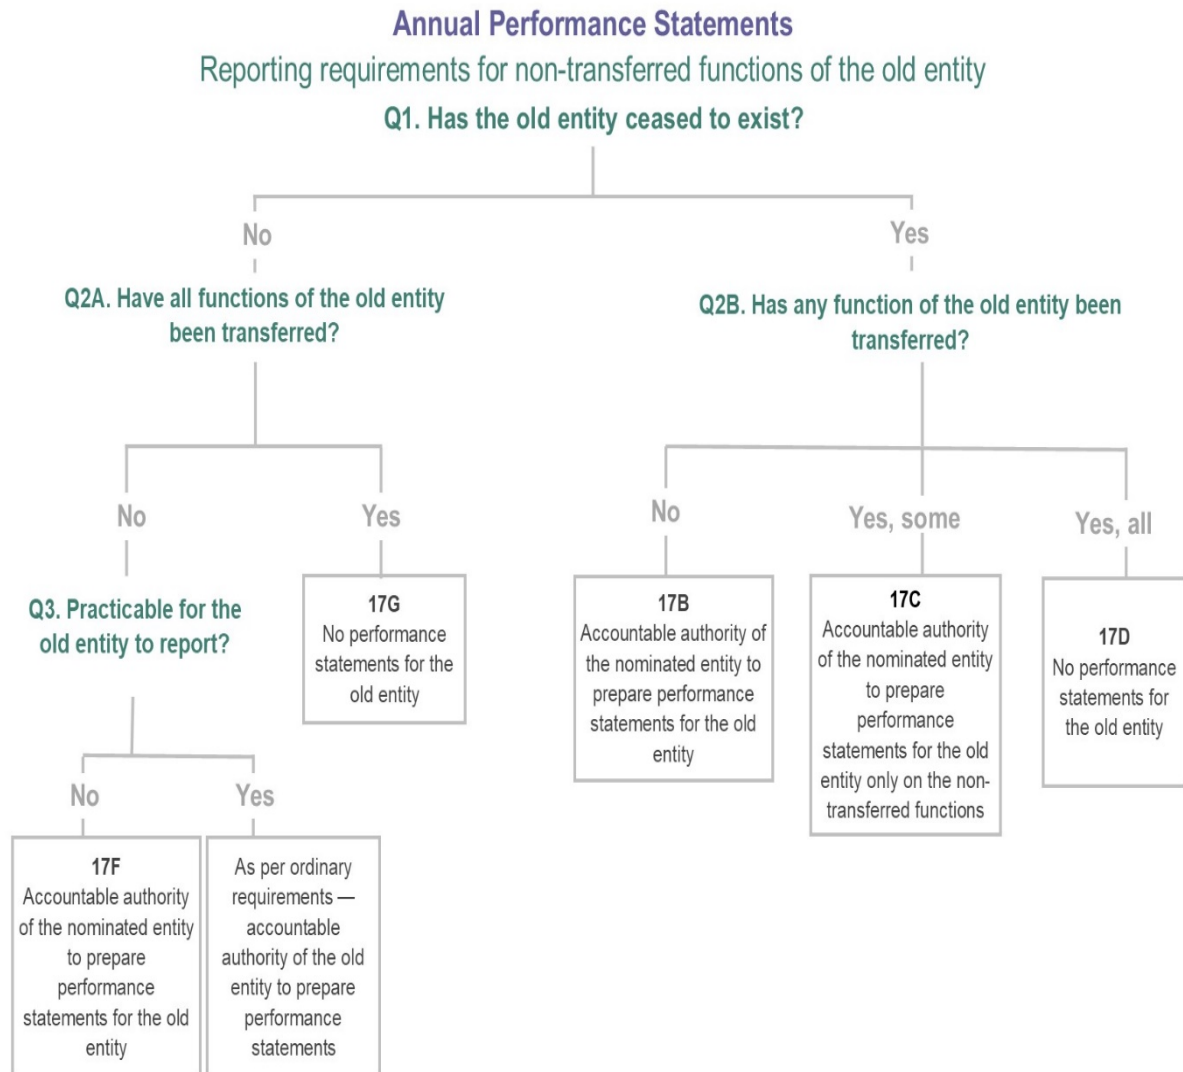 Annual Performance Statements
Reporting requirements for non-transferred functions of the old entity
Q1. Has the old entity ceased to exist?
No
Yes
Q2A. Have all functions of the old entity
been transferred?
Q2B. Has any function of the old entity been
transferred?
No
Yes
No
Yes, some
Yes, all
Q3. Practicable for the
old entity to report?
17G
No performance
statements for the
old entity
17B
Accountable authority of
the nominated entity to
prepare performance
statements for the old
entity
17C
Accountable authority
of the nominated entity
to prepare
performance
statements for the old
entity only on the non-
transferred functions
17D
No performance
statements for
the old entity
No
Yes
17F
Accountable authority
of the nominated entity
to prepare
performance
statements for the old
entity
As per ordinary
requirements —
accountable
authority of the old
entity to prepare
performance
statements